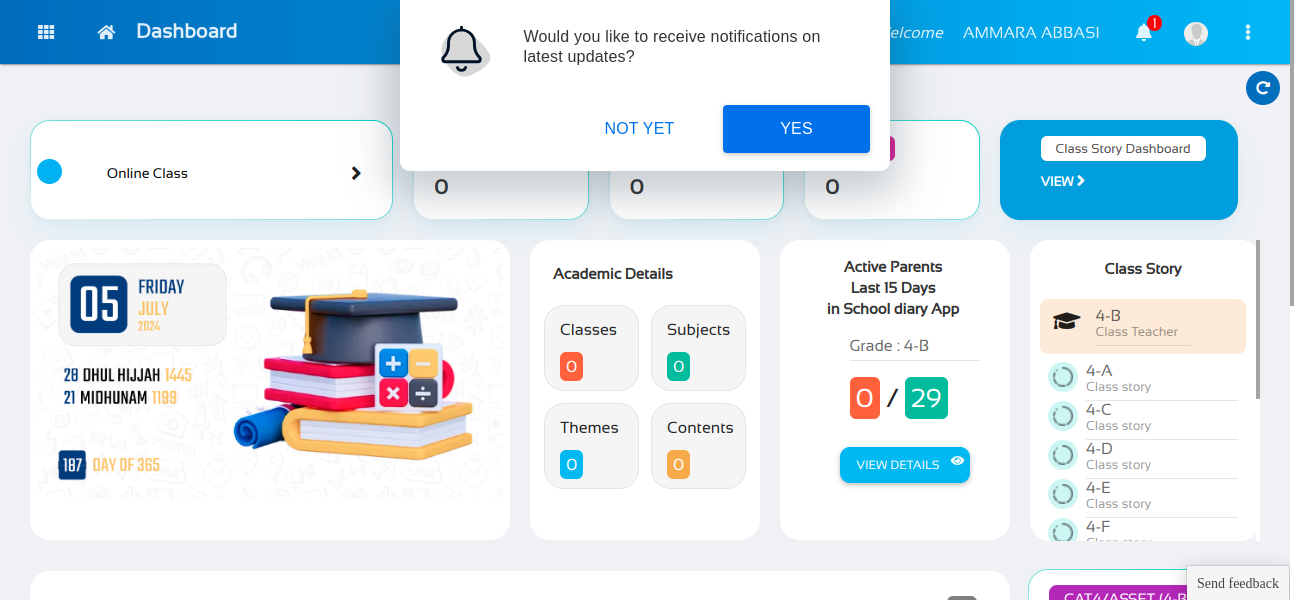 Dashboard
Would you like to receive notifications on
latest updates?
NOT YET
YES
elcome
AMMARA ABBASI
1
Online Class
0
0
0
Class Story Dashboard
VIEW
05
FRIDAY
JULY
2024
28 DHUL HIJJAH 1445
21 MIDHUNAM 1199
187 DAY OF 365
Academic Details
Classes
0
Subjects
0
Themes
0
Contents
0
Active Parents
Last 15 Days
in School diary App
Grade : 4-B
0 / 29
VIEW DETAILS
Class Story
4-B
Class Teacher
4-A
Class story
4-C
Class story
4-D
Class story
4-E
Class story
4-F
Class story
CAT4/ASSET (4-B
Send feedback